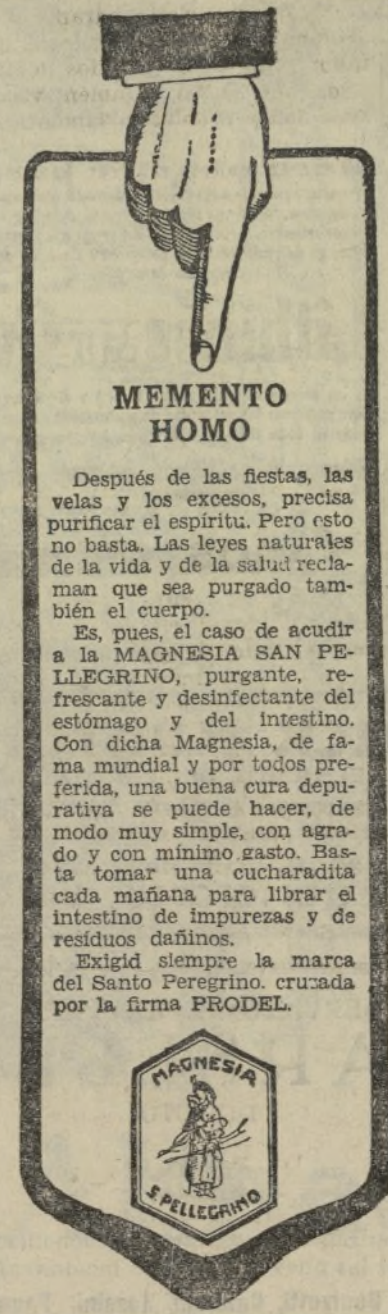 MEMENTO
HOMO
Después de las fiestas, las
velas y los excesos, precisa
purificar el espíritu. Pero esto
no basta. Las leyes naturales
de la vida y de la salud recla-
man que sea purgado tam-
bién el cuerpo.
Es, pues, el caso de acudir
a la MAGNESIA SAN PE-
LLEGRINO, purgante, re-
frescante y desinfectante del
estómago y del intestino.
Con dicha Magnesia, de fa-
ma mundial y por todos pre-
ferida, una buena cura depu-
rativa se puede hacer, de
modo muy simple, con agra-
do y con mínimo gasto. Bas-
ta tomar una cucharadita
cada mañana para librar el
intestino de impurezas y de
resíduos dañinos.
Exigid siempre la marca
del Santo Peregrino. cruzada
por la firma PRODEL.
MAGNESIA
S. PELLEGRINO